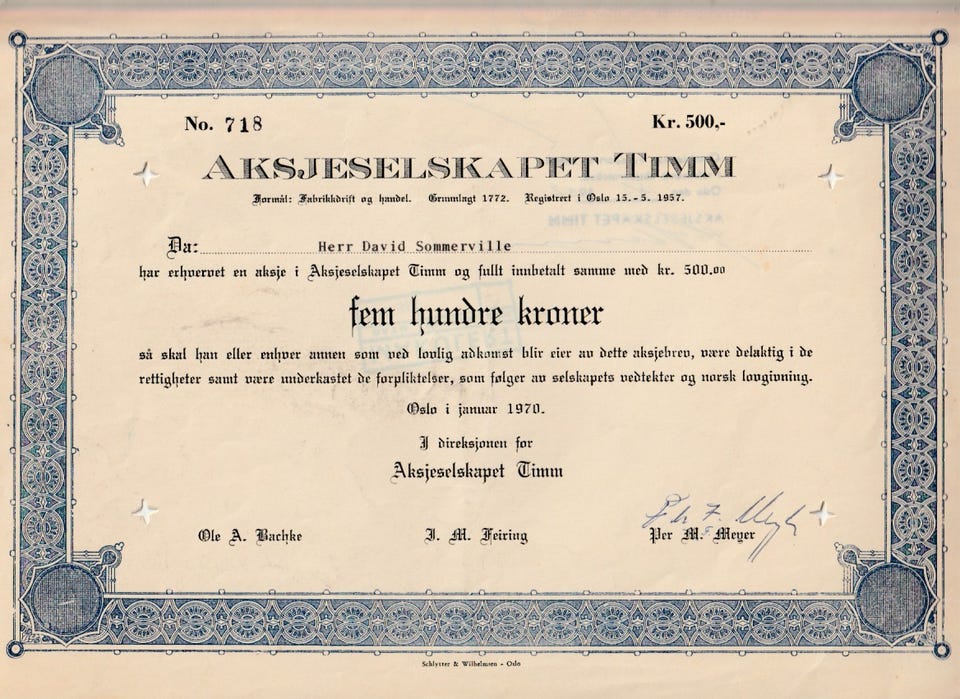 No. 718 Kr. 500,-
AKSJESELSKAPET TIMM
Formål: Fabrikkdrift og handel. Grunnlagt 1772. Registrert i Oslo 15.-5. 1957.
Da: Herr David Sommerville
har erhvervet en aksje i Aksjeselskapet Timm og fullt innbetalt samme med kr. 500.00
fem hundre kroner
så skal han eller enhver annen som ved lovlig adkomst blir eier av dette aksjebrev, være delaktig i de
rettigheter samt være underkastet de forpliktelser, som følger av selskapets vedtekter og norsk lovgivning.
Oslo i januar 1970.
I direksjonen for
Aksjeselskapet Timm
Ole A. Bachke I. M. Feiring Per M. Meyer
Schlytter & Wilhelmsen - Oslo